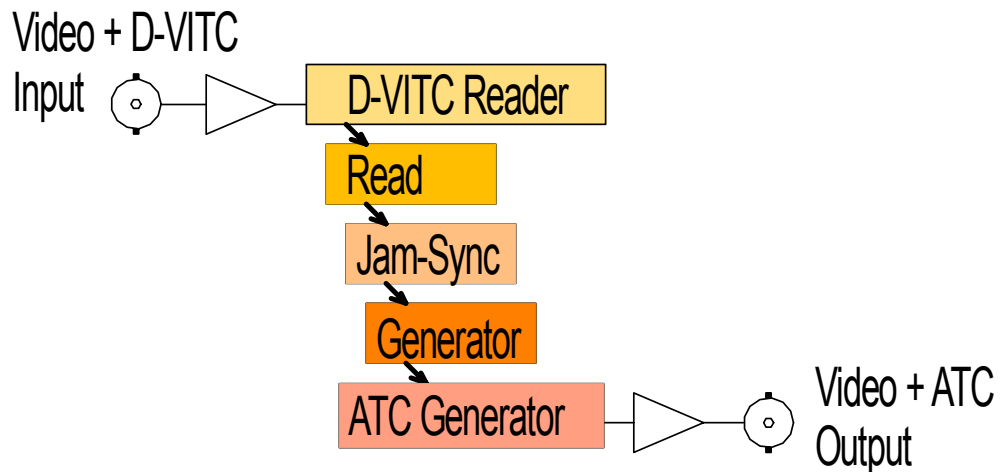 Video + D-VITC
Input
D-VITC Reader
Read
Jam-Sync
Generator
ATC Generator
Video + ATC
Output